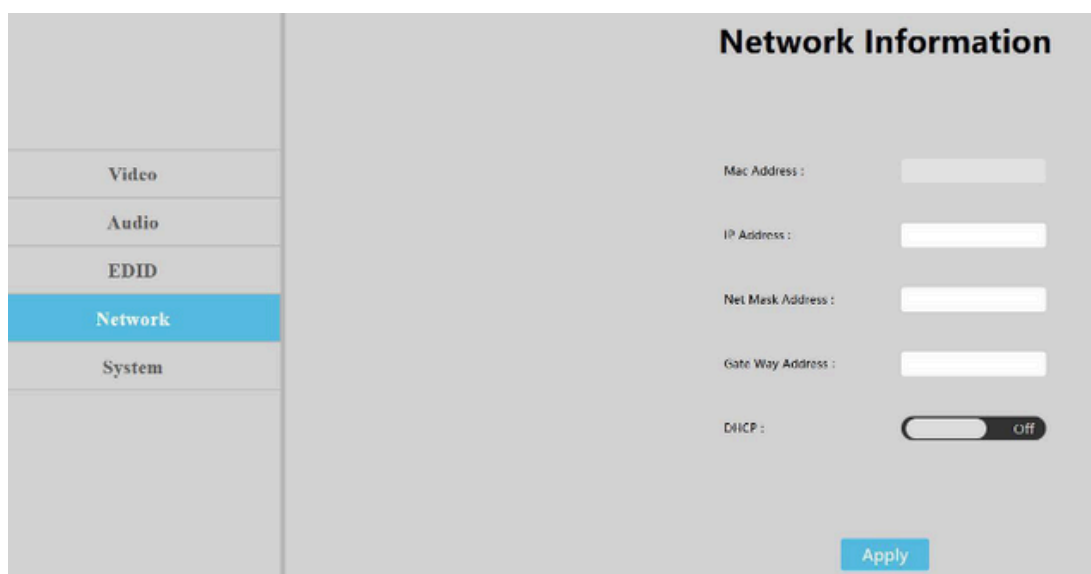 Network Information
Video
Audio
EDID
Network
System
Mac Address :
IP Address :
Net Mask Address :
Gate Way Address :
DHCP :
Off
Apply